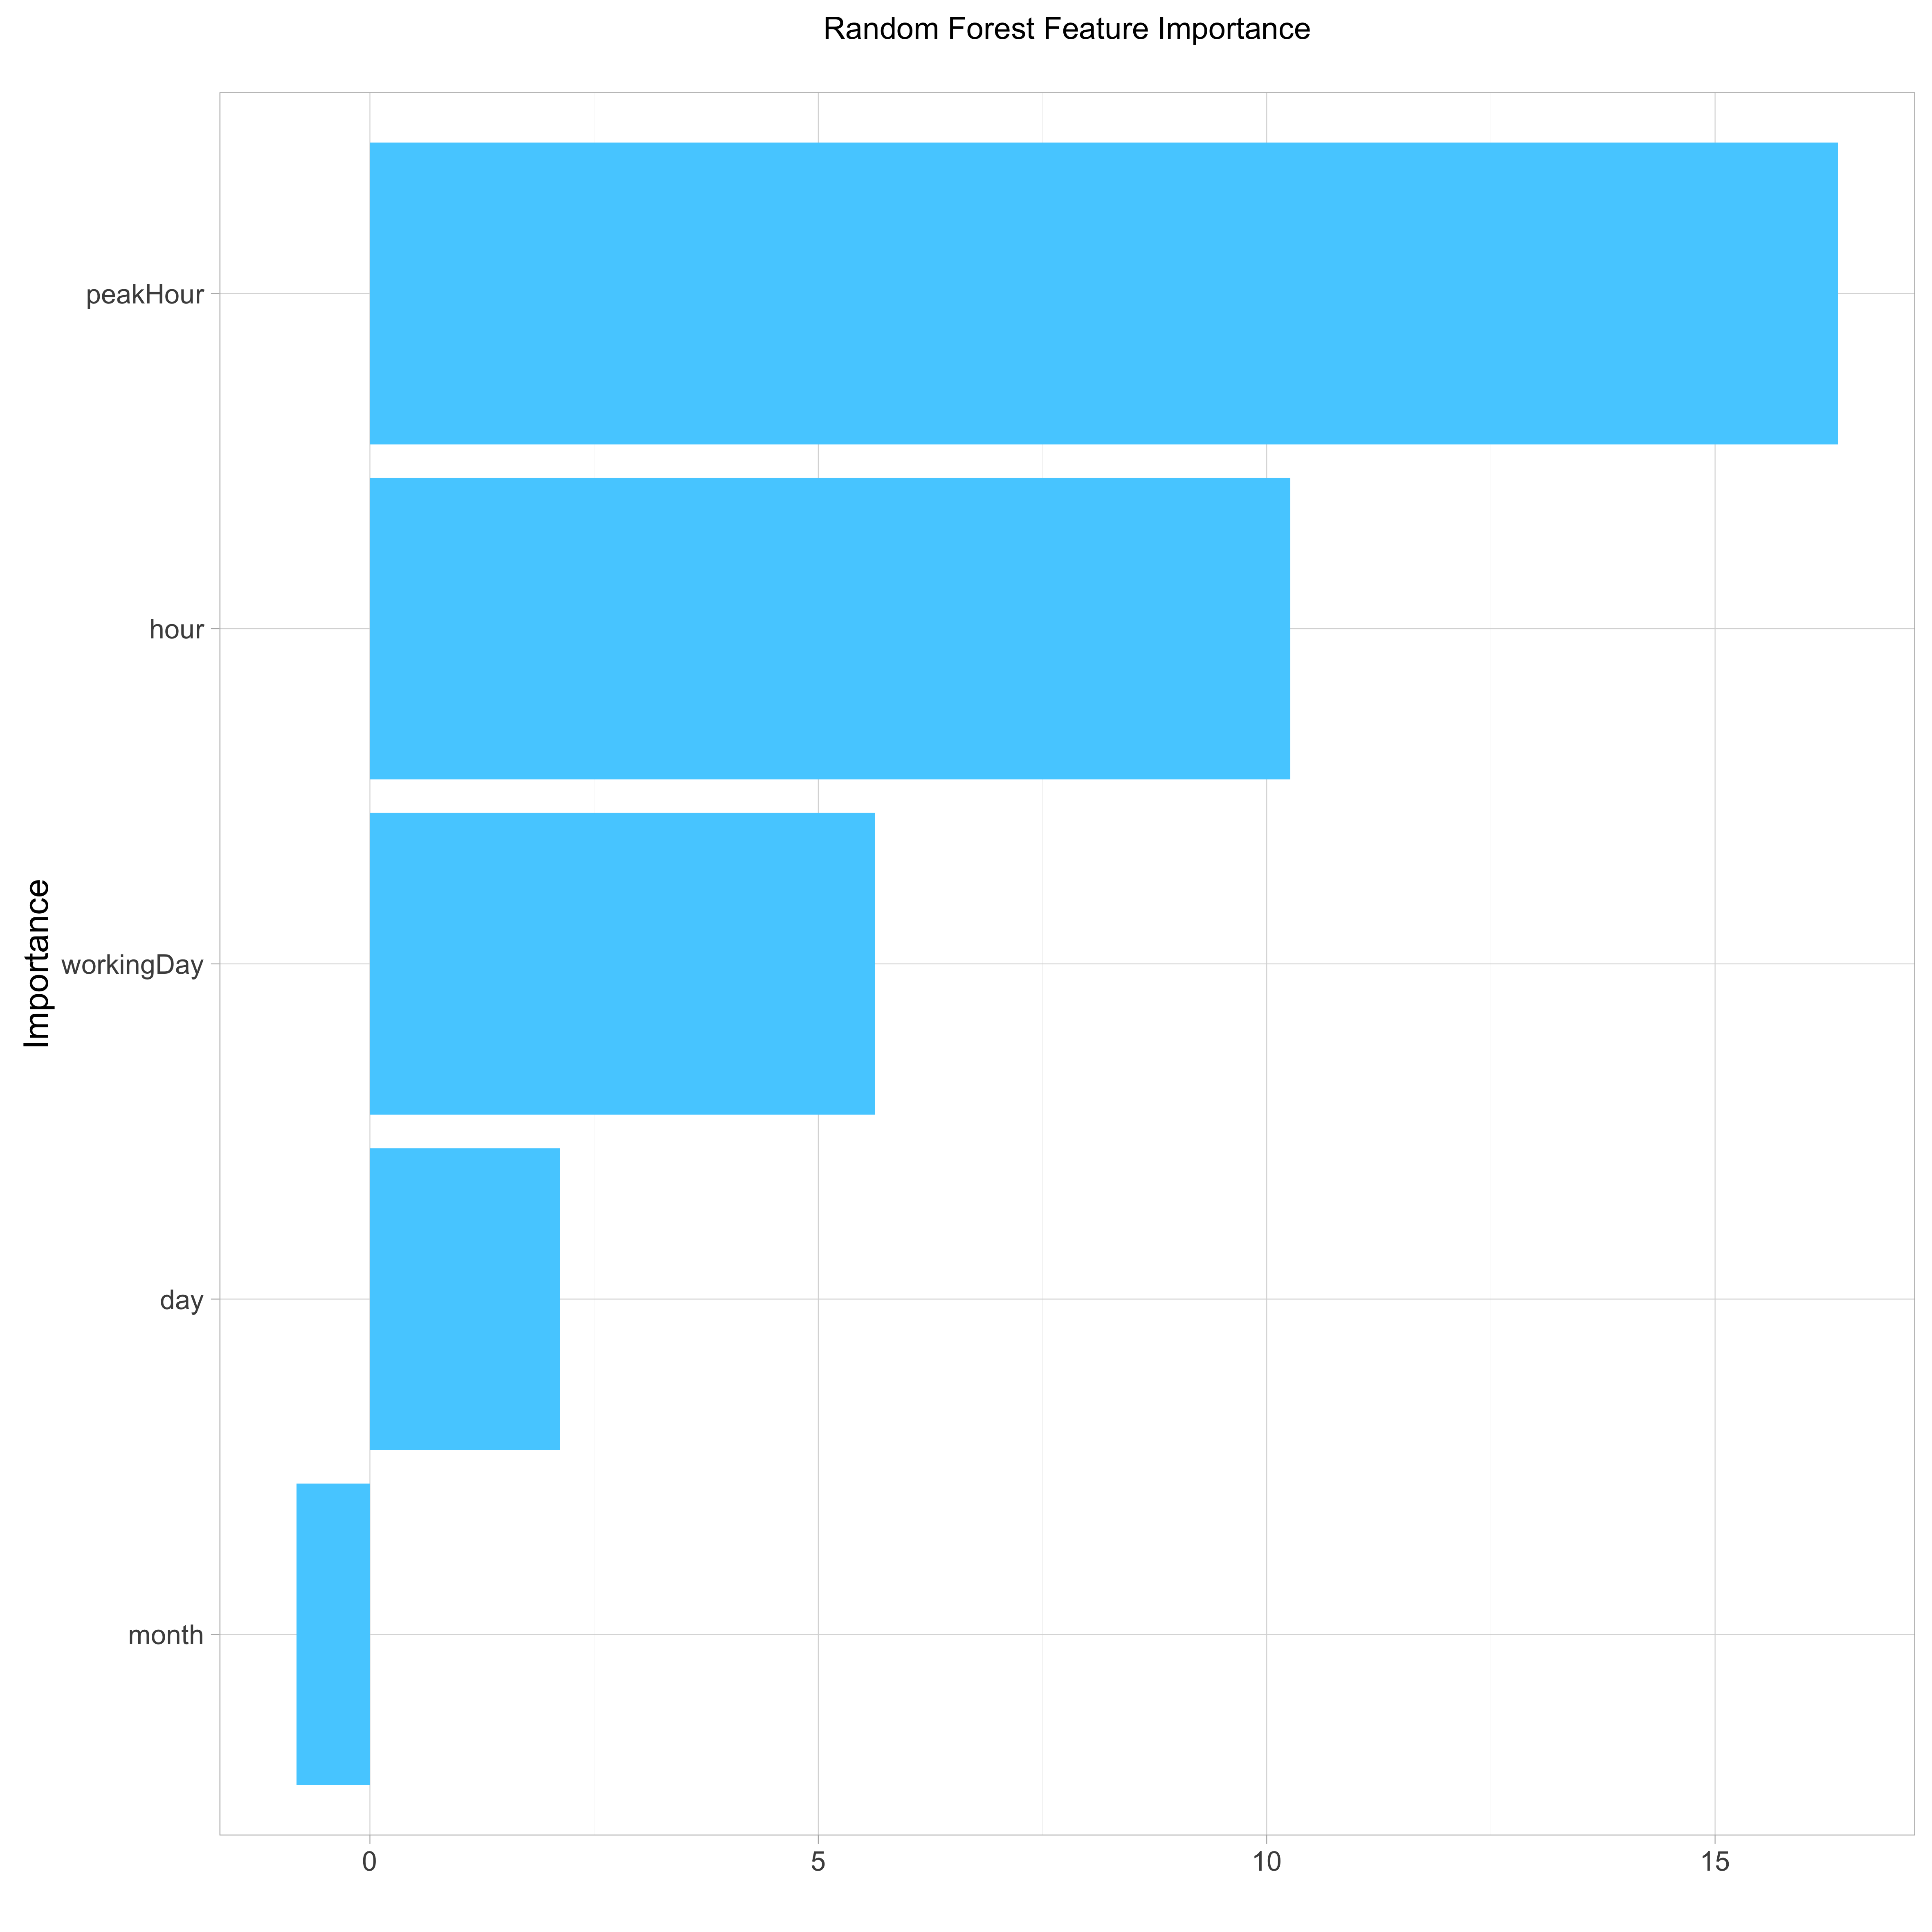 Random Forest Feature Importance
peakHour
hour
workingDay
day
month
Importance
0 5 10 15